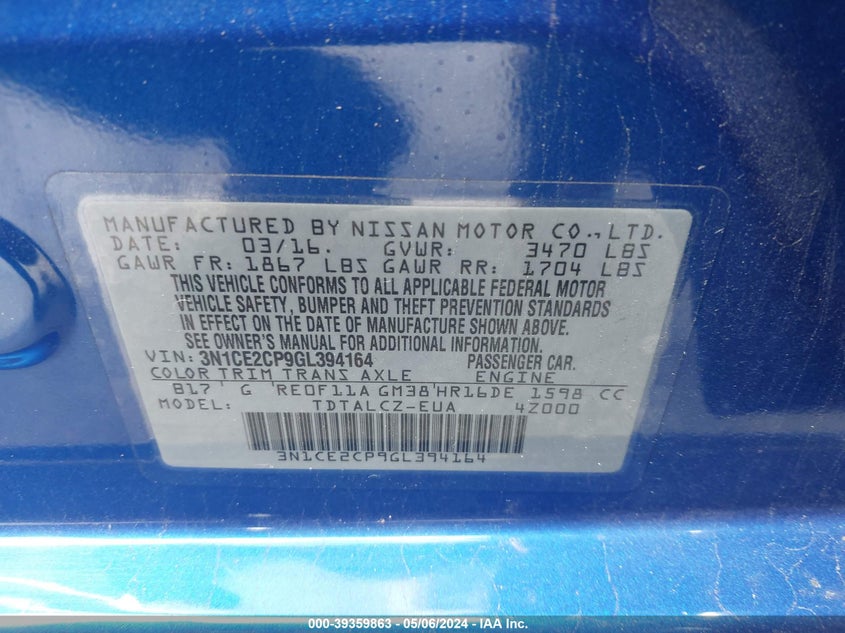 MANUFACTURED BY NISSAN MOTOR CO., LTD.
DATE: 03/16. GVWR: 3470 LBS
GAWR FR: 1867 LBS GAWR RR: 1704 LBS
THIS VEHICLE CONFORMS TO ALL APPLICABLE FEDERAL MOTOR
VEHICLE SAFETY, BUMPER AND THEFT PREVENTION STANDARDS
IN EFFECT ON THE DATE OF MANUFACTURE SHOWN ABOVE.
SEE OWNER'S MANUAL FOR ADDITIONAL INFORMATION.
VIN: 3N1CE2CP9GL394164 PASSENGER CAR.
COLOR TRIM TRANS AXLE ENGINE
B17' G RE0F11A GM38'HR16DE 1598 CC
MODEL: TDTALCZ-EUA 4Z000
3N1CE2CP9GL394164
000-39359863 - 05/06/2024 - IAA Inc.